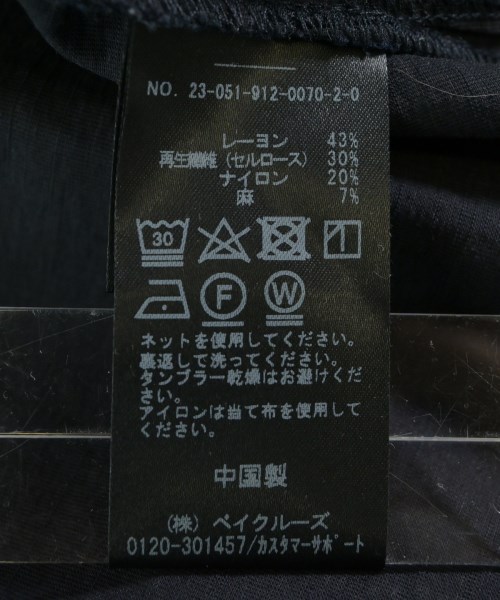 NO. 23-051-912-0070-2-0
レーヨン 43%
再生繊維(セルロース) 30%
ナイロン 20%
麻 7%
30
F W
ネットを使用してください。
裏返して洗ってください。
タンブラー乾燥はお避けくだ
さい。
アイロンは当て布を使用して
ください。
中国製
(株) ベイクルーズ
0120-301457/カスタマーサポート